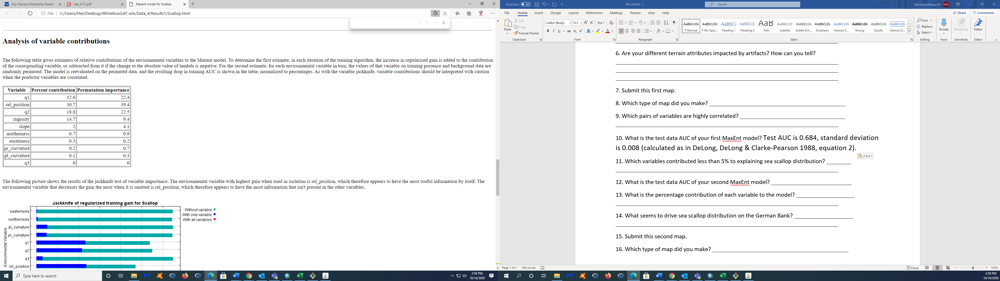 Guy Harvey Scholarship Award -
Lab_4 (1).pdf
Maxent model for Scallop
File | C:/Users/Mel/Desktop/WhiteboxGAT-win/Data_4/Results1/Scallop.html
Analysis of variable contributions
The following table gives estimates of relative contributions of the environmental variables to the Maxent model. To determine the first estimate, in each iteration of the training algorithm, the increase in regularized gain is added to the contribution
of the corresponding variable, or subtracted from it if the change to the absolute value of lambda is negative. For the second estimate, for each environmental variable in turn, the values of that variable on training presence and background data are
randomly permuted. The model is reevaluated on the permuted data, and the resulting drop in training AUC is shown in the table, normalized to percentages. As with the variable jackknife, variable contributions should be interpreted with caution
when the predictor variables are correlated.
Variable Percent contribution Permutation importance
q1 32.6 22.4
rel_position 30.7 39.4
q2 18.8 22.5
rugosity 14.7 9.4
slope 2 4.1
northerness 0.7 0.9
easterness 0.3 0.2
pr_curvature 0.2 0.7
pl_curvature 0.1 0.3
q3 0 0
The following picture shows the results of the jackknife test of variable importance. The environmental variable with highest gain when used in isolation is rel_position, which therefore appears to have the most useful information by itself. The
environmental variable that decreases the gain the most when it is omitted is rel_position, which therefore appears to have the most information that isn't present in the other variables.
Jackknife of regularized training gain for Scallop
Environmental Variable
easterness
northerness
pl_curvature
pr_curvature
q1
q2
q3
rel_position
Without variable
With only variable
With all variables
Type here to search
2:58 PM
10/16/2020
AutoSave Off
lab_4.docx
Search
Moreno,Melissa M MM
File Home Insert Design Layout References Mailings Review View Help
Share Comments
Paste
Cut
Copy
Format Painter
Clipboard
Calibri (Body) 13.5
Font
Paragraph
AaBbCcDc AaBbCcDc AaBbCc AaBbCcC AaB AaBbCcC AaBbCcDc AaBbCcDc AaBbCcDc AaBbCcDc AaBbCcDc AaBbCcDc
¶ Normal ¶ No Spac... Heading 1 Heading 2 Title Subtitle Subtle Em... Emphasis Intense E... Strong Quote Intense Q...
Styles
Find
Replace
Select
Editing
Dictate
Voice
Sensitivity
Sensitivity
Editor
Editor
6. Are your different terrain attributes impacted by artifacts? How can you tell?
7. Submit this first map.
8. Which type of map did you make?
9. Which pairs of variables are highly correlated?
10. What is the test data AUC of your first MaxEnt model? Test AUC is 0.684, standard deviation
is 0.008 (calculated as in DeLong, DeLong & Clarke-Pearson 1988, equation 2).
(Ctrl)
11. Which variables contributed less than 5% to explaining sea scallop distribution?
12. What is the test data AUC of your second MaxEnt model?
13. What is the percentage contribution of each variable to the model?
14. What seems to drive sea scallop distribution on the German Bank?
15. Submit this second map.
16. Which type of map did you make?
Page 1 of 1 290 words
Focus
162%
2:58 PM
10/16/2020